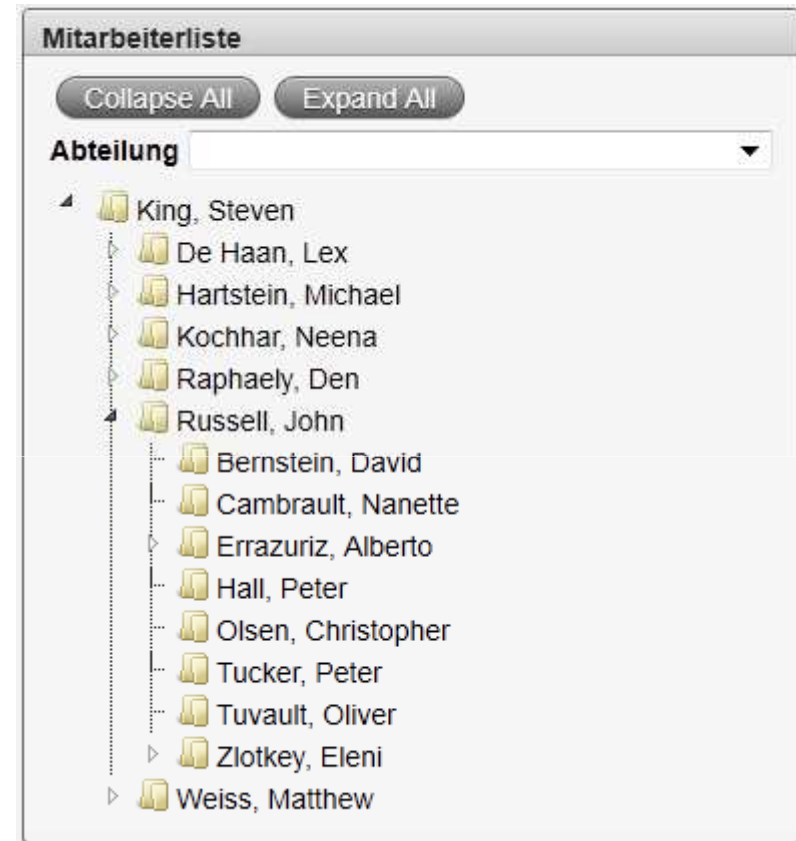 Mitarbeiterliste
Collapse All Expand All
Abteilung
King, Steven
De Haan, Lex
Hartstein, Michael
Kochhar, Neena
Raphaely, Den
Russell, John
Bernstein, David
Cambrault, Nanette
Errazuriz, Alberto
Hall, Peter
Olsen, Christopher
Tucker, Peter
Tuvault, Oliver
Zlotkey, Eleni
Weiss, Matthew